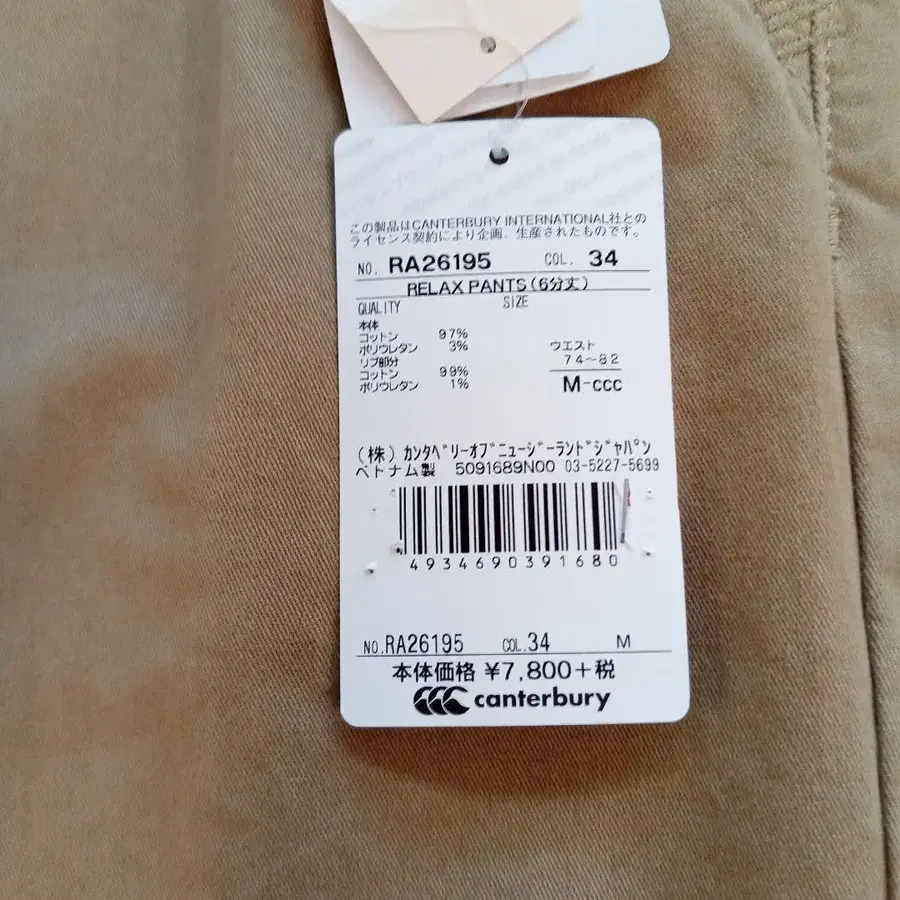 この製品はCANTERBURY INTERNATIONAL社との
ライセンス契約により企画、生産されたものです。
NO. RA26195 COL. 34
RELAX PANTS(6分丈)
QUALITY SIZE
本体
コットン 97%
ポリウレタン 3%
リブ部分
コットン 99%
ポリウレタン 1%
ウエスト
74~82
M-CCC
(株)カンタベリーオブニュージーランドジャパン
ベトナム製 5091689N00 03-5227-5699
4934690391680
NO.RA26195 COL.34 M
本体価格 ¥7,800+税
canterbury